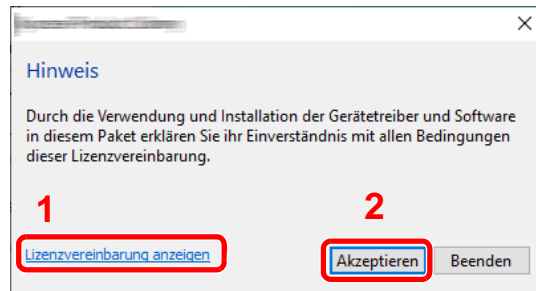 Hinweis
Durch die Verwendung und Installation der Gerätetreiber und Software
in diesem Paket erklären Sie ihr Einverständnis mit allen Bedingungen
dieser Lizenzvereinbarung.
1
2
Lizenzvereinbarung anzeigen
Akzeptieren
Beenden